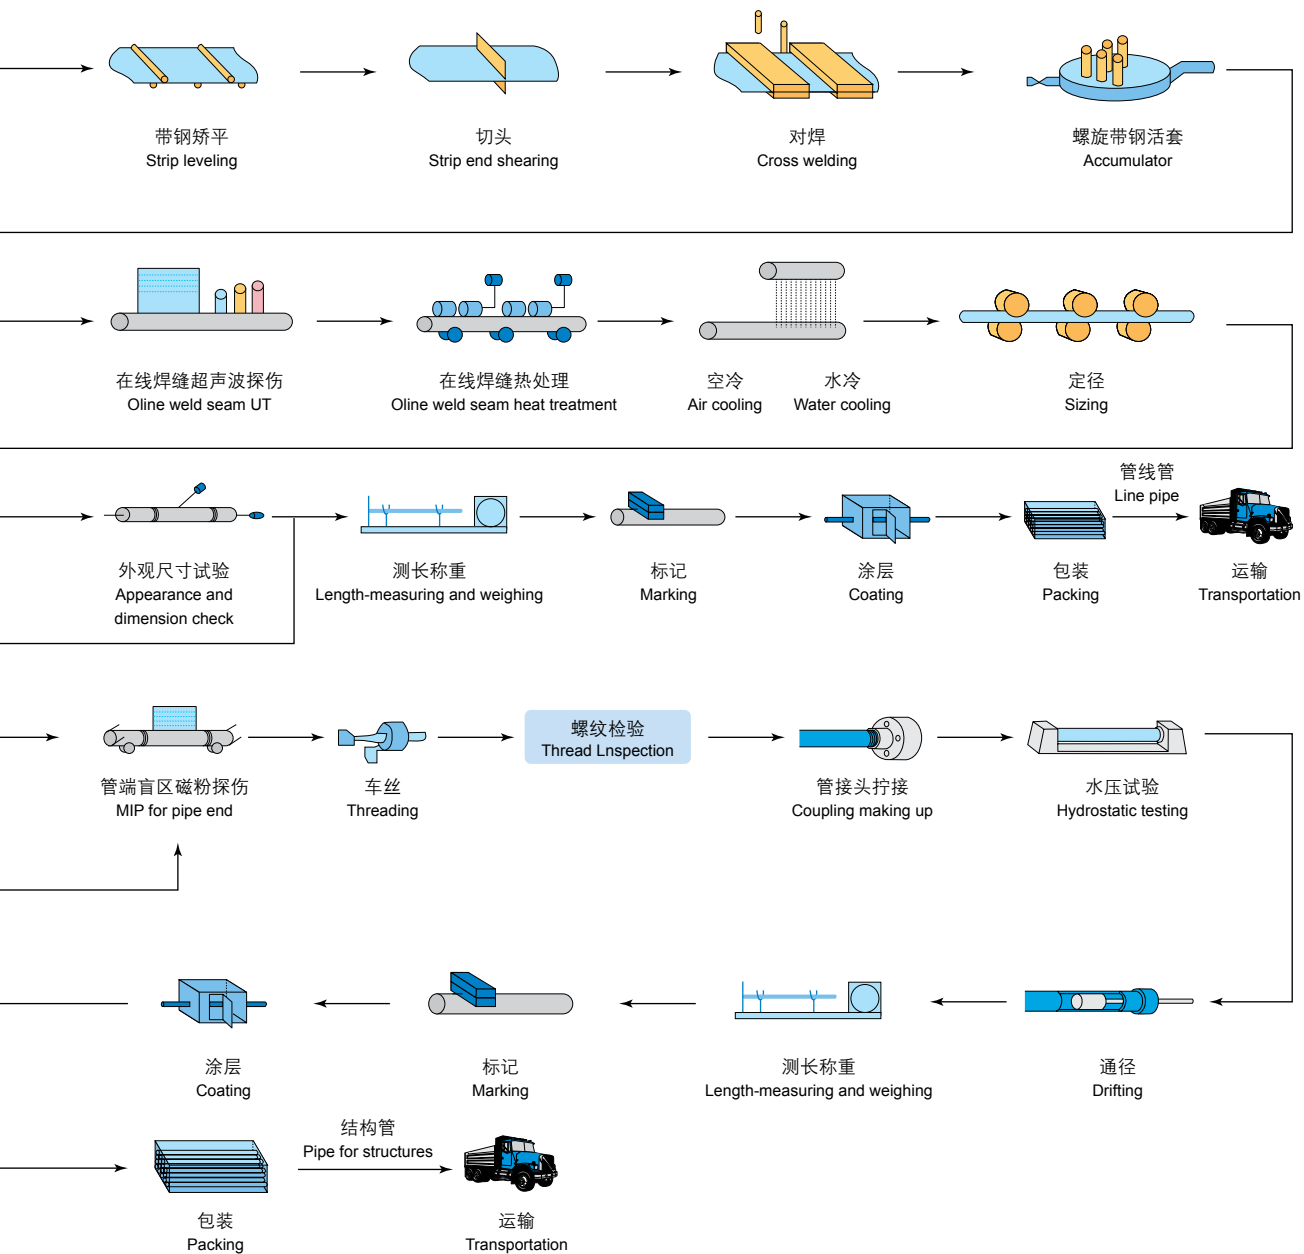 带钢矫平
Strip leveling
切头
Strip end shearing
对焊
Cross welding
螺旋带钢活套
Accumulator
在线焊缝超声波探伤
Oline weld seam UT
在线焊缝热处理
Oline weld seam heat treatment
空冷
Air cooling
水冷
Water cooling
定径
Sizing
外观尺寸试验
Appearance and
dimension check
测长称重
Length-measuring and weighing
标记
Marking
涂层
Coating
包装
Packing
管线管
Line pipe
运输
Transportation
管端盲区磁粉探伤
MIP for pipe end
车丝
Threading
螺纹检验
Thread Lnspection
管接头拧接
Coupling making up
水压试验
Hydrostatic testing
涂层
Coating
标记
Marking
测长称重
Length-measuring and weighing
通径
Drifting
包装
Packing
结构管
Pipe for structures
运输
Transportation